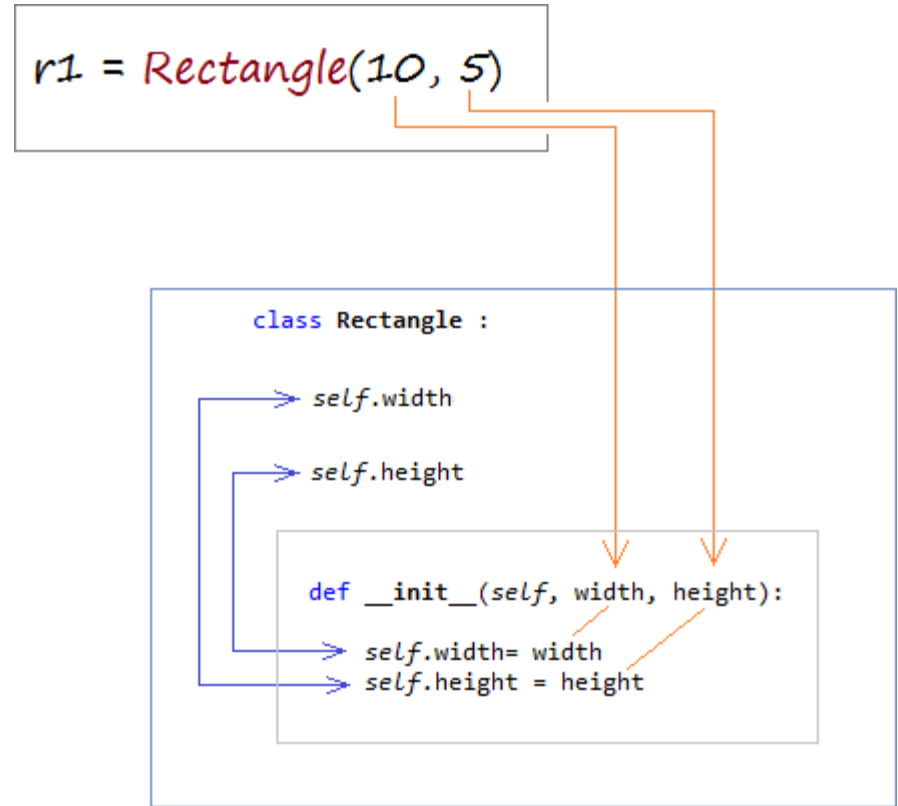 r1 = Rectangle(10, 5)
class Rectangle :
self.width
self.height
def __init__(self, width, height):
self.width= width
self.height = height